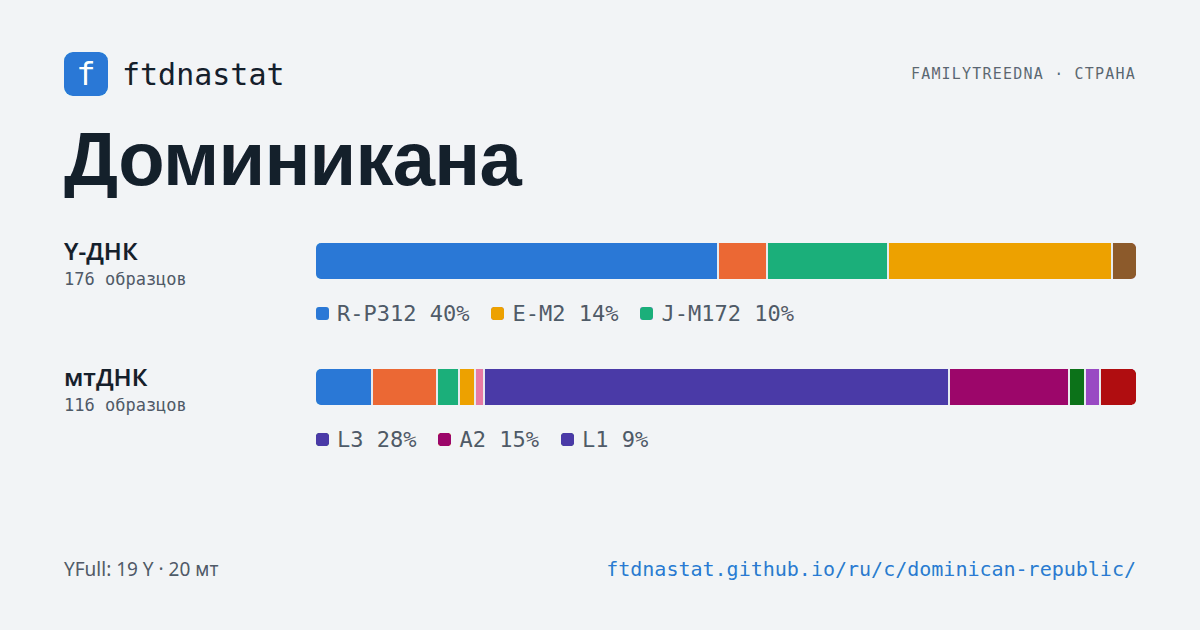 f ftdnastat
FAMILYTREEDNA · СТРАНА
Доминикана
Y-ДНК
176 образцов
R-P312 40% E-M2 14% J-M172 10%
мтДНК
116 образцов
L3 28% A2 15% L1 9%
YFull: 19 Y · 20 мт
ftdnastat.github.io/ru/c/dominican-republic/